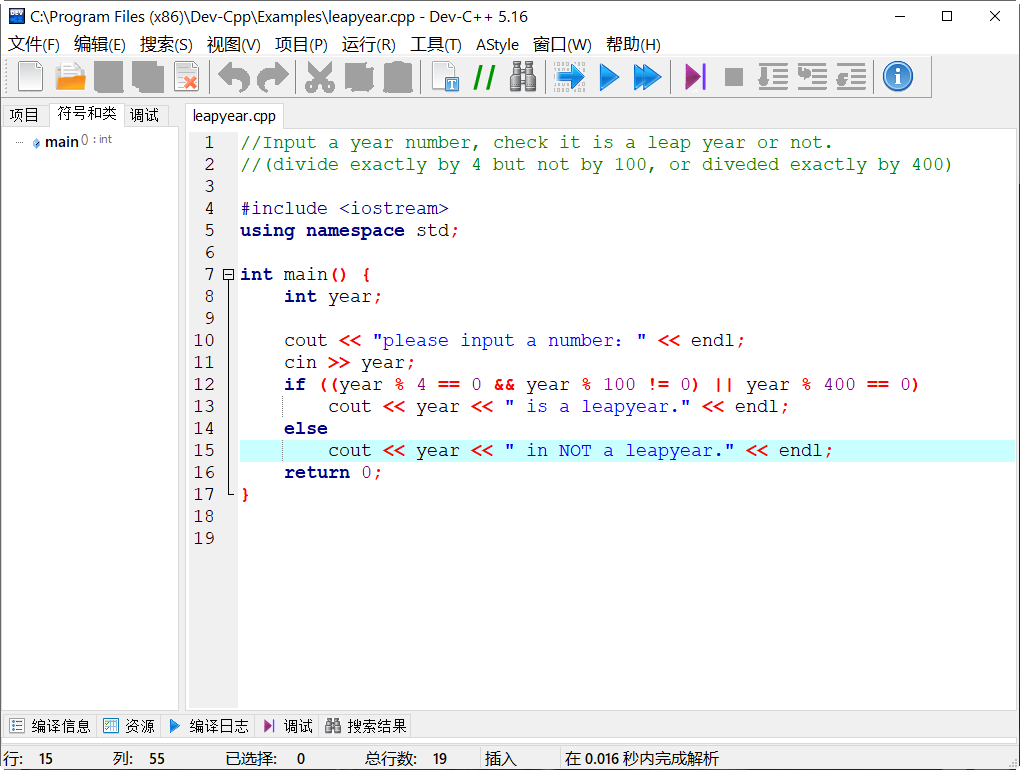 C:\Program Files (x86)\Dev-Cpp\Examples\leapyear.cpp - Dev-C++ 5.16
文件(F) 编辑(E) 搜索(S) 视图(V) 项目(P) 运行(R) 工具(T) AStyle 窗口(W) 帮助(H)
项目 符号和类 调试
main() : int
leapyear.cpp
1 //Input a year number, check it is a leap year or not.
2 //(divide exactly by 4 but not by 100, or diveded exactly by 400)
3
4 #include <iostream>
5 using namespace std;
6
7 int main() {
8 int year;
9
10 cout << "please input a number: " << endl;
11 cin >> year;
12 if ((year % 4 == 0 && year % 100 != 0) || year % 400 == 0)
13 cout << year << " is a leapyear." << endl;
14 else
15 cout << year << " in NOT a leapyear." << endl;
16 return 0;
17 }
18
19
编译信息 资源 编译日志 调试 搜索结果
行: 15 列: 55 已选择: 0 总行数: 19 插入 在 0.016 秒内完成解析